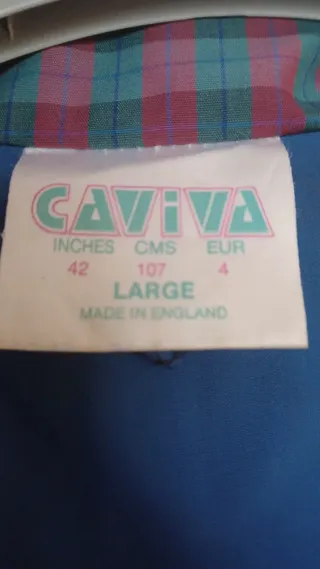 CAVIVA
INCHES CMS EUR
42 107 4
LARGE
MADE IN ENGLAND